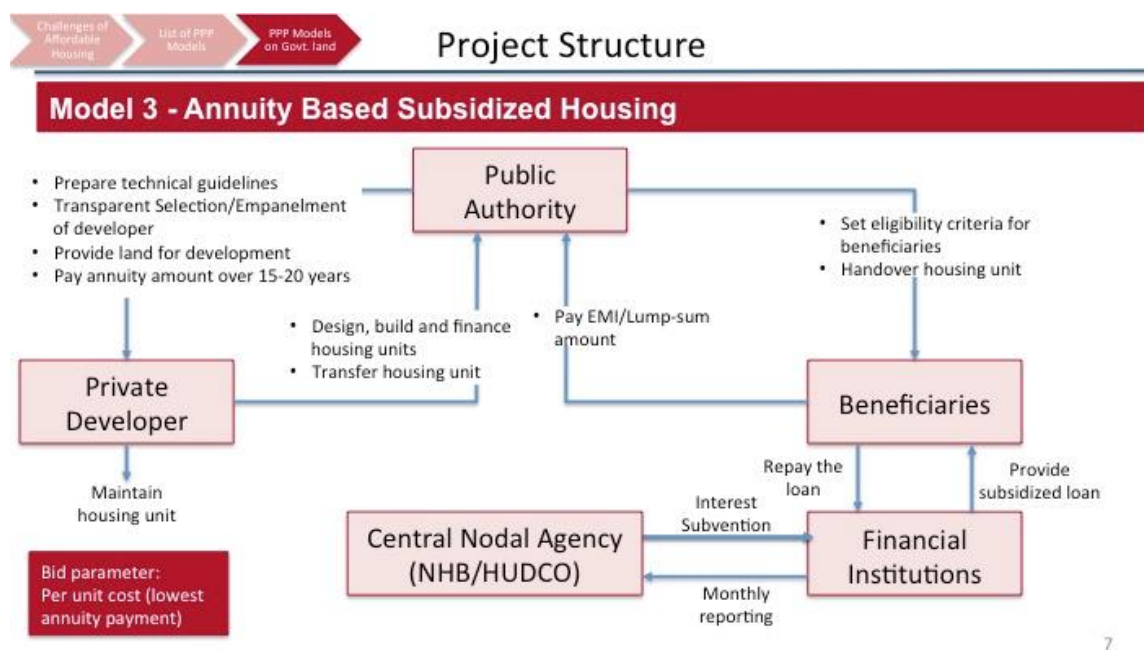 Challenges of
Affordable
Housing
List of PPP
Models
PPP Models
on Govt. land
Project Structure
Model 3 - Annuity Based Subsidized Housing
• Prepare technical guidelines
• Transparent Selection/Empanelment
of developer
• Provide land for development
• Pay annuity amount over 15-20 years
Public
Authority
• Set eligibility criteria for
beneficiaries
• Handover housing unit
• Design, build and finance
housing units
• Transfer housing unit
• Pay EMI/Lump-sum
amount
Private
Developer
Beneficiaries
Maintain
housing unit
Repay the
loan
Provide
subsidized loan
Interest
Subvention
Central Nodal Agency
(NHB/HUDCO)
Financial
Institutions
Monthly
reporting
Bid parameter:
Per unit cost (lowest
annuity payment)
7